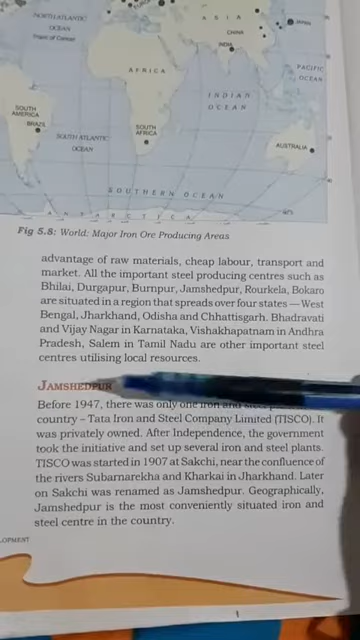 NORTH ATLANTIC
OCEAN
Tropic of Cancer
ASIA
CHINA
JAPAN
INDIA
PACIFIC
OCEAN
AFRICA
INDIAN
OCEAN
SOUTH
AMERICA
BRAZIL
SOUTH ATLANTIC
OCEAN
SOUTH
AFRICA
AUSTRALIA
SOUTHERN OCEAN
ANTARCTICA
Fig 5.8: World: Major Iron Ore Producing Areas
advantage of raw materials, cheap labour, transport and
market. All the important steel producing centres such as
Bhilai, Durgapur, Burnpur, Jamshedpur, Rourkela, Bokaro
are situated in a region that spreads over four states — West
Bengal, Jharkhand, Odisha and Chhattisgarh. Bhadravati
and Vijay Nagar in Karnataka, Vishakhapatnam in Andhra
Pradesh, Salem in Tamil Nadu are other important steel
centres utilising local resources.
JAMSHEDPUR
Before 1947, there was only one iron and
country – Tata Iron and Steel Company Limited (TISCO). It
was privately owned. After Independence, the government
took the initiative and set up several iron and steel plants.
TISCO was started in 1907 at Sakchi, near the confluence of
the rivers Subarnarekha and Kharkai in Jharkhand. Later
on Sakchi was renamed as Jamshedpur. Geographically,
Jamshedpur is the most conveniently situated iron and
steel centre in the country.
LOPMENT